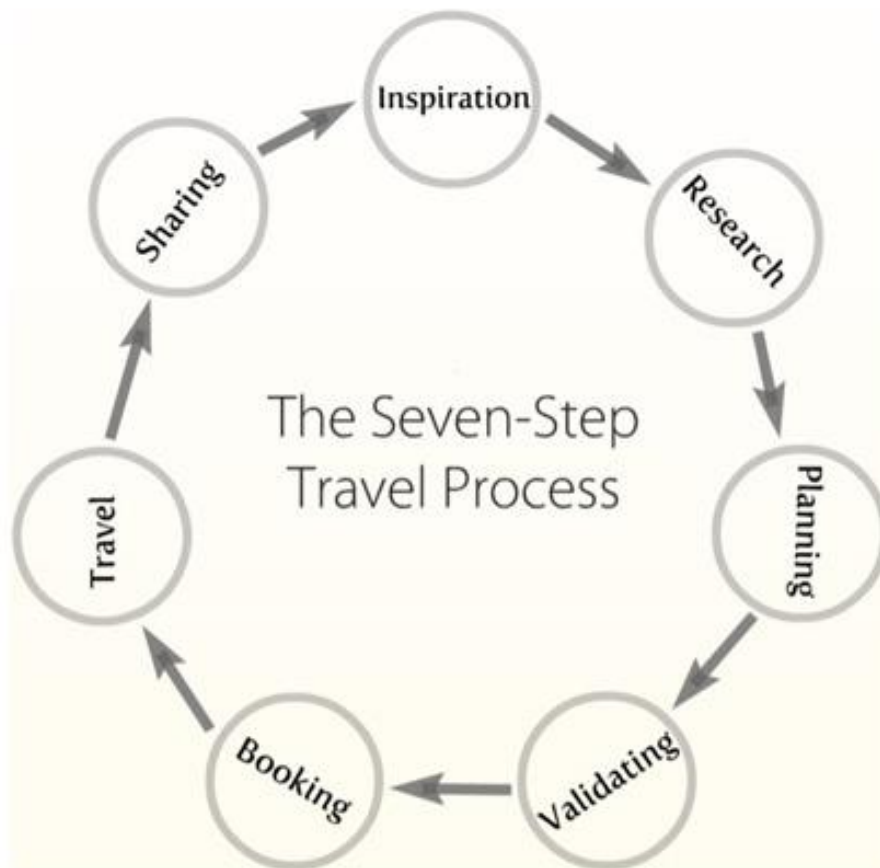 Inspiration
Research
Planning
Validating
Booking
Travel
Sharing
The Seven-Step
Travel Process